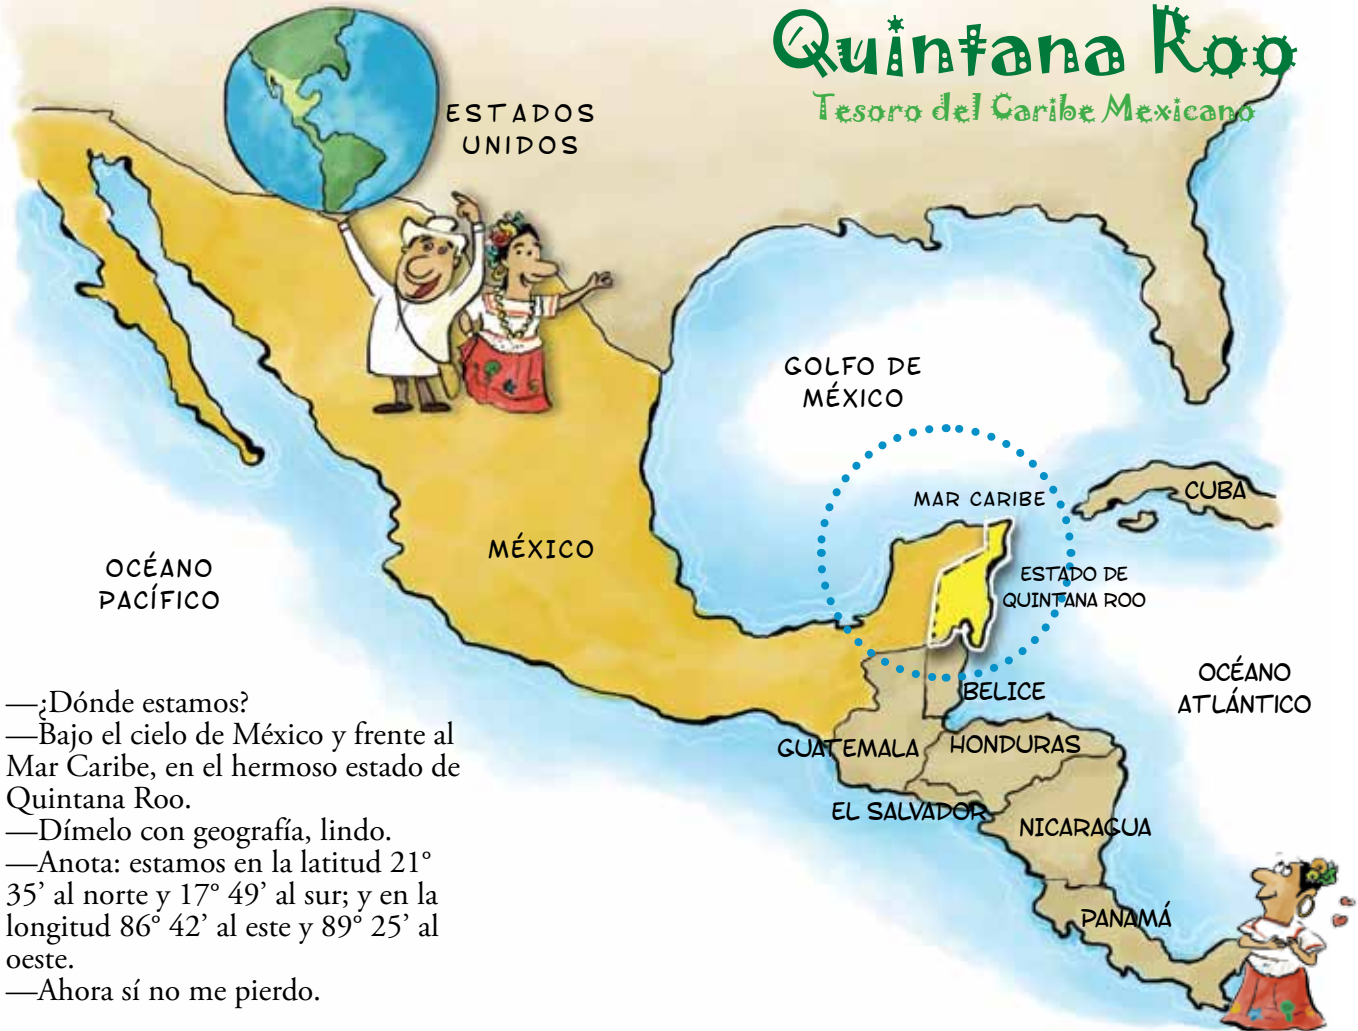 Quintana Roo
Tesoro del Caribe Mexicano
ESTADOS
UNIDOS
GOLFO DE
MÉXICO
MAR CARIBE
CUBA
MÉXICO
ESTADO DE
QUINTANA ROO
OCÉANO
PACÍFICO
OCÉANO
ATLÁNTICO
BELICE
GUATEMALA
HONDURAS
EL SALVADOR
NICARAGUA
PANAMÁ
—¿Dónde estamos?
—Bajo el cielo de México y frente al
Mar Caribe, en el hermoso estado de
Quintana Roo.
—Dímelo con geografía, lindo.
—Anota: estamos en la latitud 21°
35’ al norte y 17° 49’ al sur; y en la
longitud 86° 42’ al este y 89° 25’ al
oeste.
—Ahora sí no me pierdo.